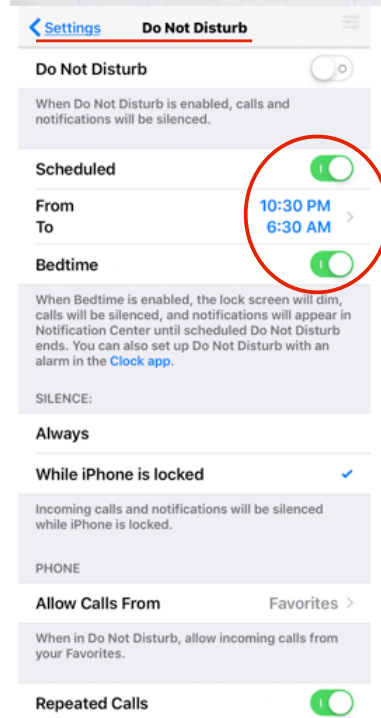 Settings Do Not Disturb
Do Not Disturb
When Do Not Disturb is enabled, calls and
notifications will be silenced.
Scheduled
From 10:30 PM
To 6:30 AM
Bedtime
When Bedtime is enabled, the lock screen will dim,
calls will be silenced, and notifications will appear in
Notification Center until scheduled Do Not Disturb
ends. You can also set up Do Not Disturb with an
alarm in the Clock app.
SILENCE:
Always
While iPhone is locked
Incoming calls and notifications will be silenced
while iPhone is locked.
PHONE
Allow Calls From Favorites
When in Do Not Disturb, allow incoming calls from
your Favorites.
Repeated Calls